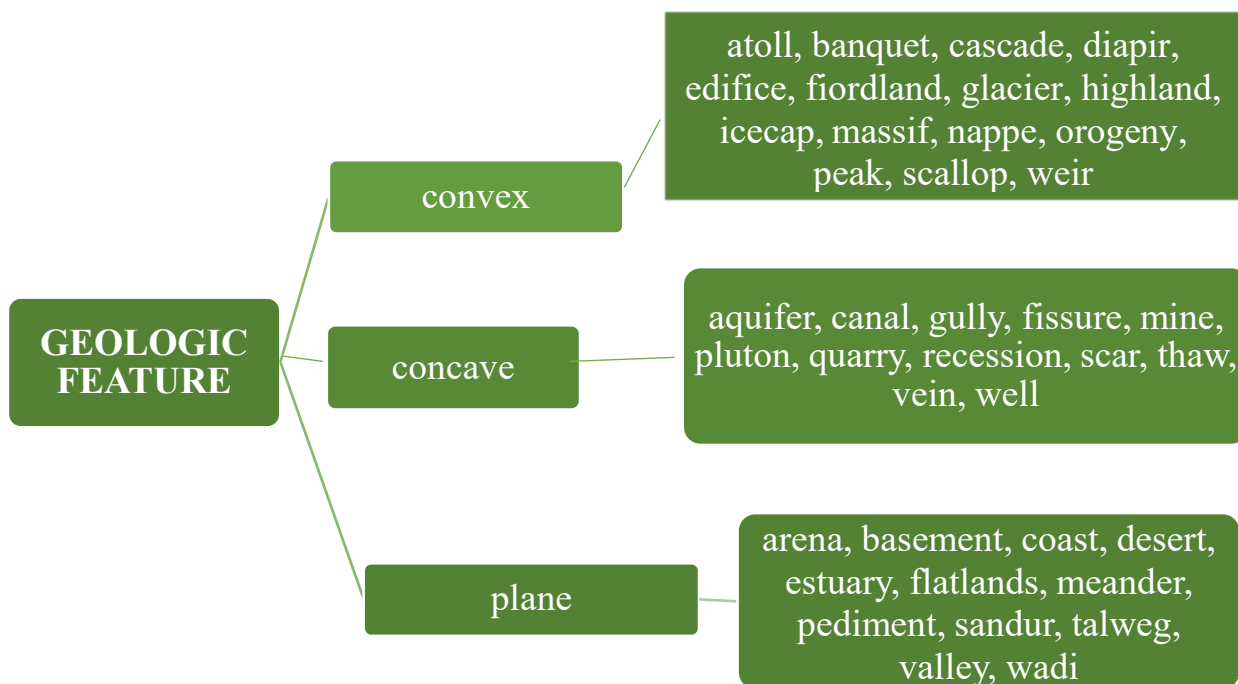 GEOLOGIC
FEATURE
convex
atoll, banquet, cascade, diapir,
edifice, fiordland, glacier, highland,
icecap, massif, nappe, orogeny,
peak, scallop, weir
concave
aquifer, canal, gully, fissure, mine,
pluton, quarry, recession, scar, thaw,
vein, well
plane
arena, basement, coast, desert,
estuary, flatlands, meander,
pediment, sandur, talweg,
valley, wadi